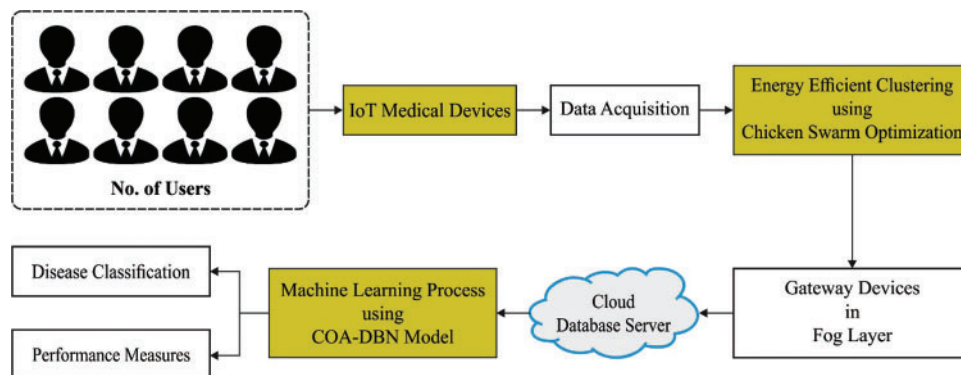 No. of Users
IoT Medical Devices
Data Acquisition
Energy Efficient Clustering
using
Chicken Swarm Optimization
Gateway Devices
in
Fog Layer
Cloud
Database Server
Machine Learning Process
using
COA-DBN Model
Disease Classification
Performance Measures